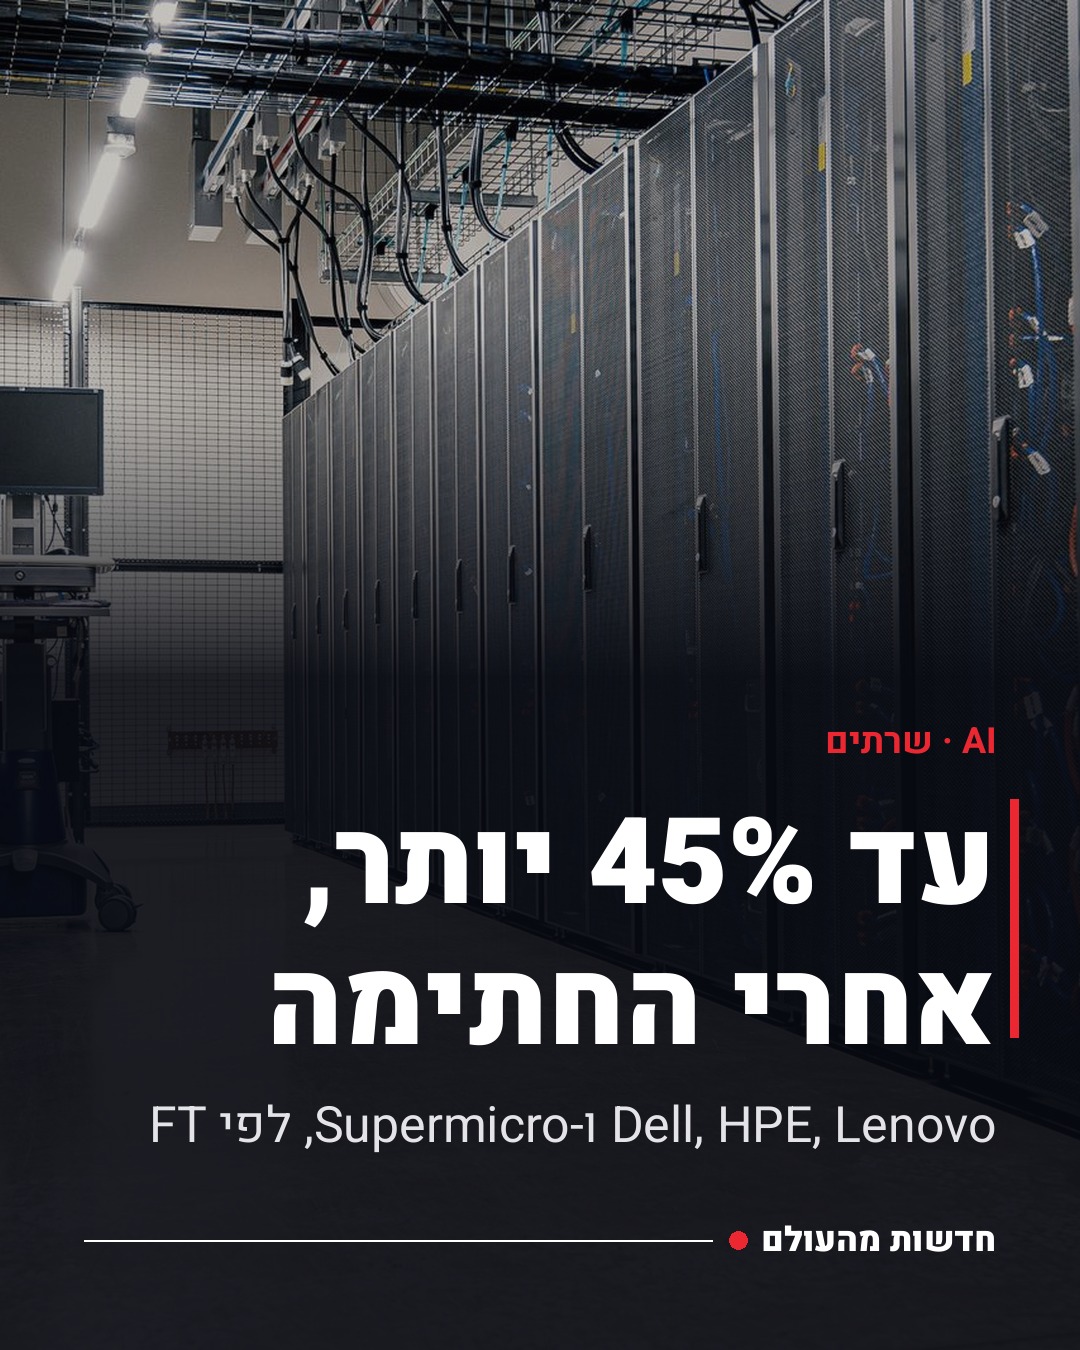 AI · שרתים
עד 45% יותר,
אחרי החתימה
Dell, HPE, Lenovo ו-Supermicro, לפי FT
חדשות מהעולם